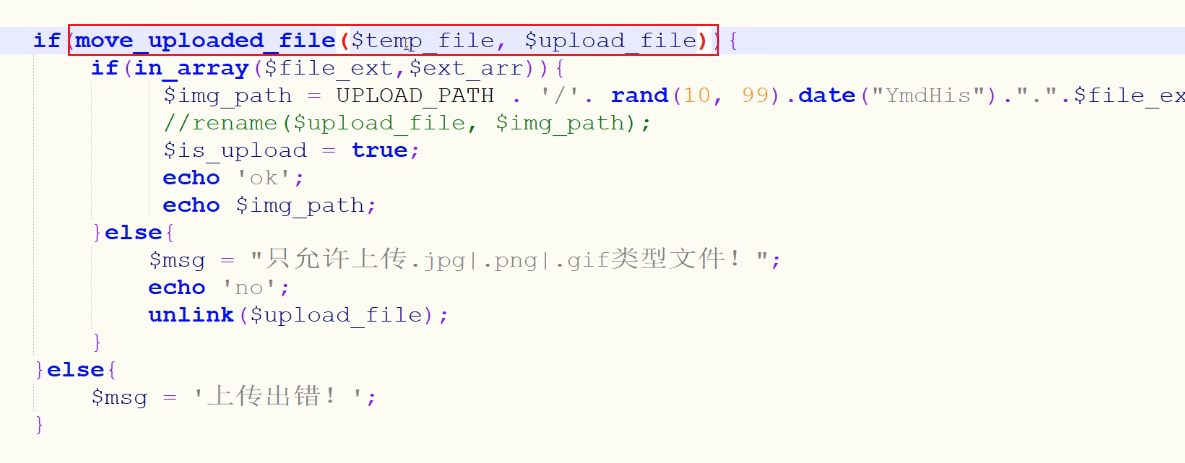 if(move_uploaded_file($temp_file, $upload_file)){
if(in_array($file_ext,$ext_arr)){
$img_path = UPLOAD_PATH . '/'. rand(10, 99).date("YmdHis").".".$file_ex
//rename($upload_file, $img_path);
$is_upload = true;
echo 'ok';
echo $img_path;
}else{
$msg = "只允许上传.jpg|.png|.gif类型文件！";
echo 'no';
unlink($upload_file);
}
}else{
$msg = '上传出错！';
}